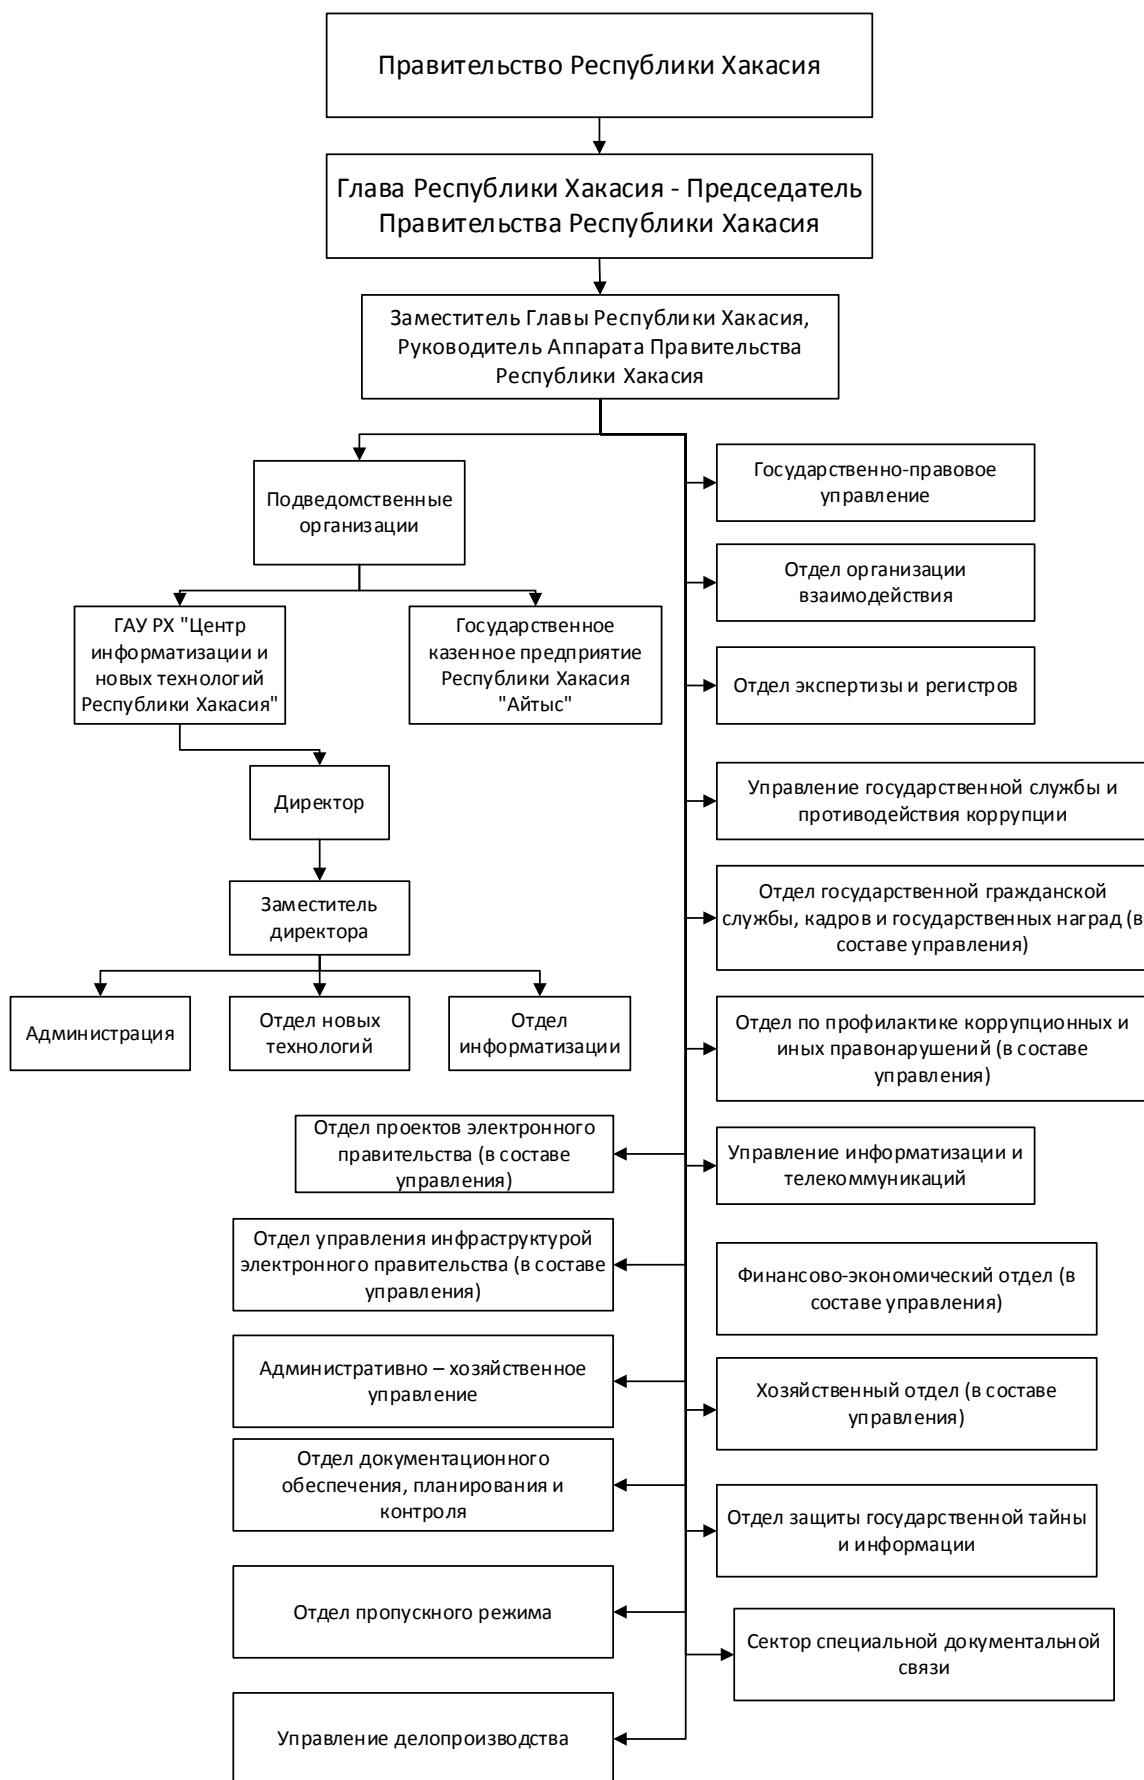 Правительство Республики Хакасия
Глава Республики Хакасия - Председатель
Правительства Республики Хакасия
Заместитель Главы Республики Хакасия,
Руководитель Аппарата Правительства
Республики Хакасия
Подведомственные
организации
ГАУ РХ "Центр
информатизации и
новых технологий
Республики Хакасия"
Государственное
казенное предприятие
Республики Хакасия
"Айтыс"
Директор
Заместитель
директора
Администрация
Отдел новых
технологий
Отдел
информатизации
Государственно-правовое
управление
Отдел организации
взаимодействия
Отдел экспертизы и регистров
Управление государственной службы и
противодействия коррупции
Отдел государственной гражданской
службы, кадров и государственных наград (в
составе управления)
Отдел по профилактике коррупционных и
иных правонарушений (в составе
управления)
Отдел проектов электронного
правительства (в составе
управления)
Управление информатизации и
телекоммуникаций
Отдел управления инфраструктурой
электронного правительства (в составе
управления)
Финансово-экономический отдел (в
составе управления)
Административно – хозяйственное
управление
Хозяйственный отдел (в составе
управления)
Отдел документационного
обеспечения, планирования и
контроля
Отдел защиты государственной тайны
и информации
Отдел пропускного режима
Сектор специальной документальной
связи
Управление делопроизводства